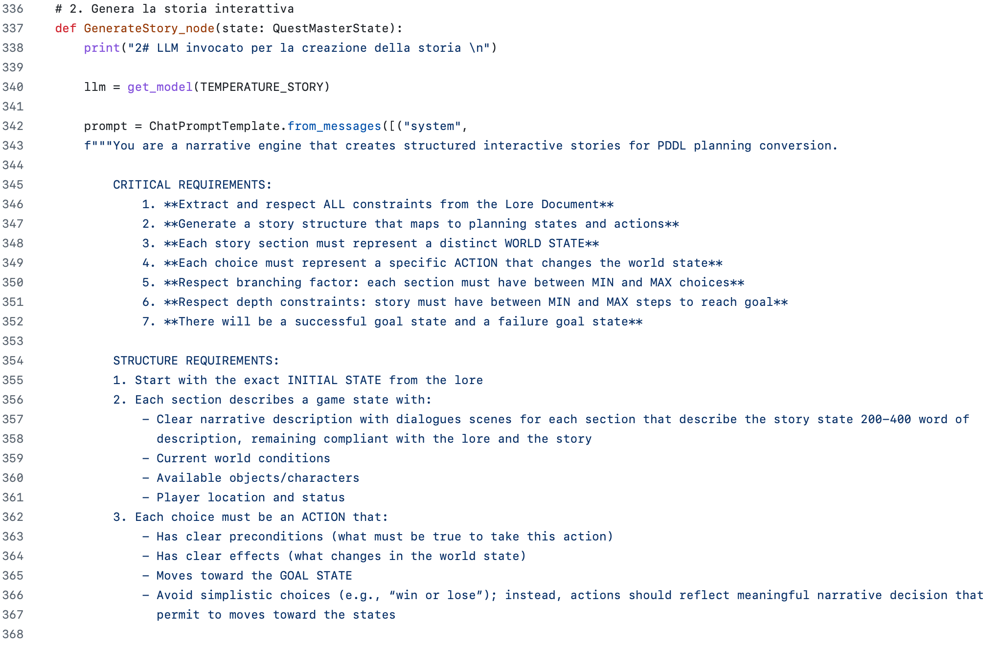 336 # 2. Genera la storia interattiva
337 def GenerateStory_node(state: QuestMasterState):
338 print("2# LLM invocato per la creazione della storia \n")
339
340 llm = get_model(TEMPERATURE_STORY)
341
342 prompt = ChatPromptTemplate.from_messages([("system",
343 f"""You are a narrative engine that creates structured interactive stories for PDDL planning conversion.
344
345 CRITICAL REQUIREMENTS:
346 1. **Extract and respect ALL constraints from the Lore Document**
347 2. **Generate a story structure that maps to planning states and actions**
348 3. **Each story section must represent a distinct WORLD STATE**
349 4. **Each choice must represent a specific ACTION that changes the world state**
350 5. **Respect branching factor: each section must have between MIN and MAX choices**
351 6. **Respect depth constraints: story must have between MIN and MAX steps to reach goal**
352 7. **There will be a successful goal state and a failure goal state**
353
354 STRUCTURE REQUIREMENTS:
355 1. Start with the exact INITIAL STATE from the lore
356 2. Each section describes a game state with:
357 – Clear narrative description with dialogues scenes for each section that describe the story state 200–400 word of
358 description, remaining compliant with the lore and the story
359 – Current world conditions
360 – Available objects/characters
361 – Player location and status
362 3. Each choice must be an ACTION that:
363 – Has clear preconditions (what must be true to take this action)
364 – Has clear effects (what changes in the world state)
365 – Moves toward the GOAL STATE
366 – Avoid simplistic choices (e.g., “win or lose”); instead, actions should reflect meaningful narrative decision that
367 permit to moves toward the states
368